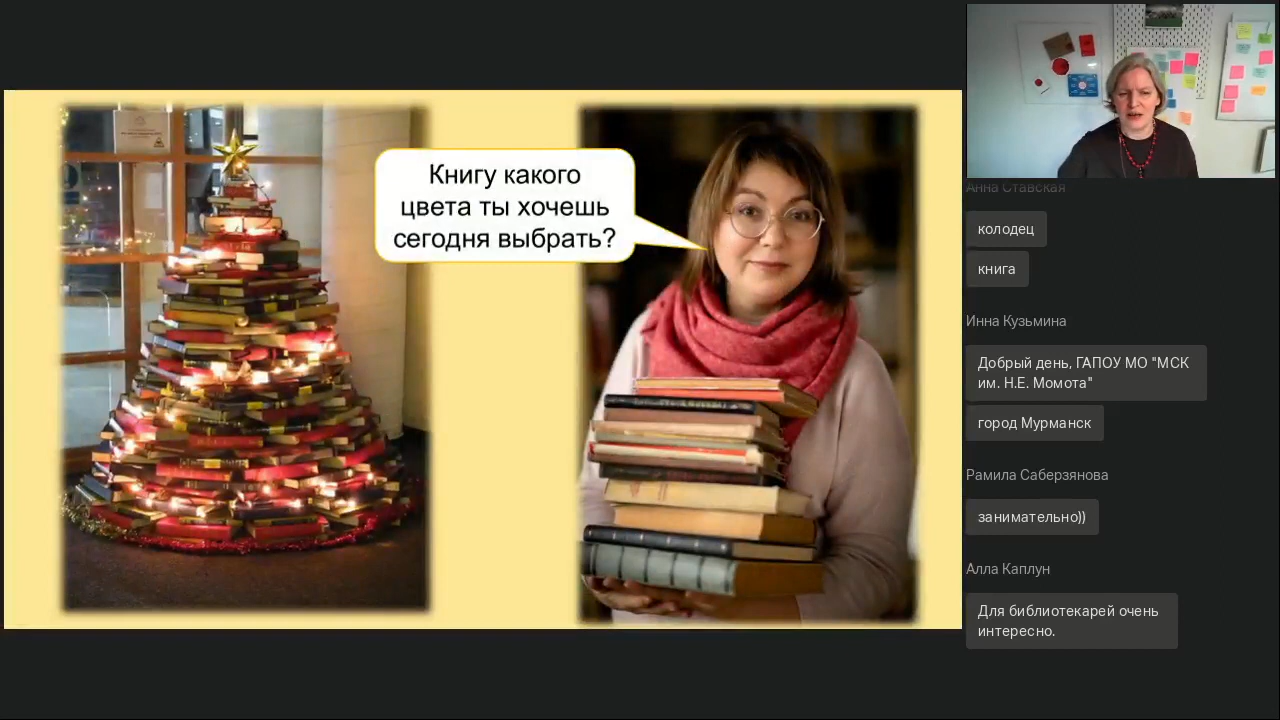 Книгу какого
цвета ты хочешь
сегодня выбрать?
Анна Ставская
колодец
книга
Инна Кузьмина
Добрый день, ГАПОУ МО "МСК
им. Н.Е. Момота"
город Мурманск
Рамила Саберзянова
занимательно))
Алла Каплун
Для библиотекарей очень
интересно.